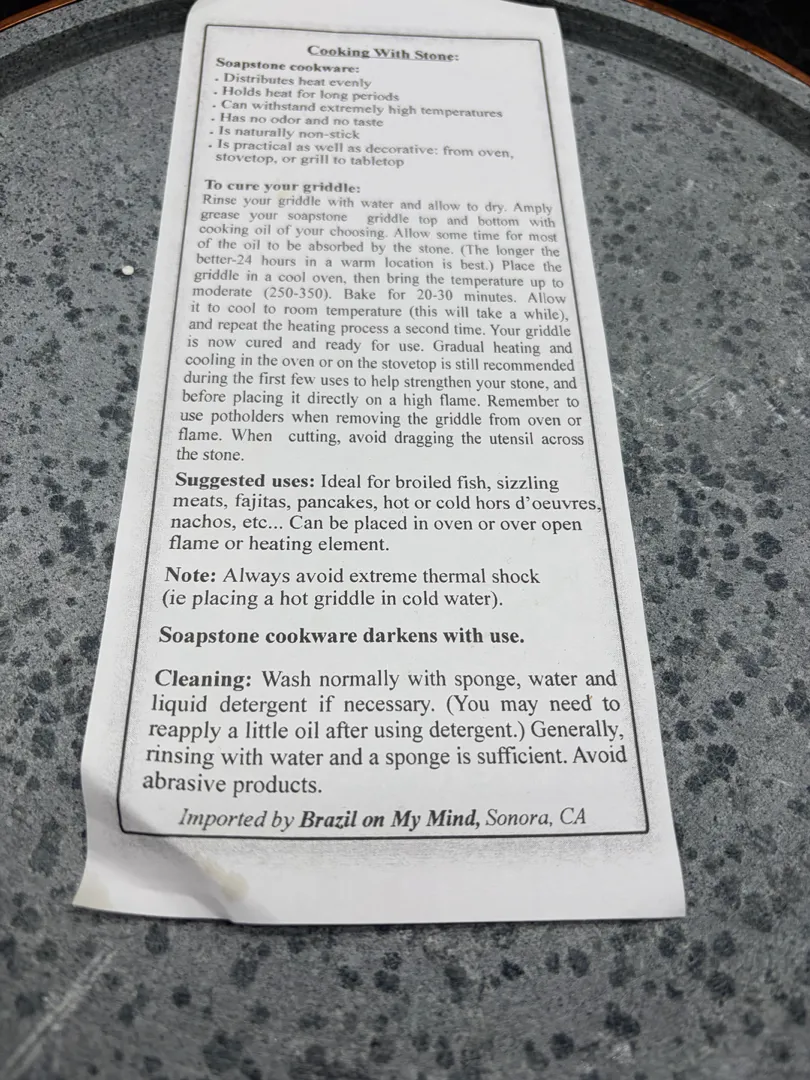 Cooking With Stone:
Soapstone cookware:
. Distributes heat evenly
. Holds heat for long periods
. Can withstand extremely high temperatures
. Has no odor and no taste
. Is naturally non-stick
. Is practical as well as decorative: from oven,
stovetop, or grill to tabletop
To cure your griddle:
Rinse your griddle with water and allow to dry. Amply
grease your soapstone griddle top and bottom with
cooking oil of your choosing. Allow some time for most
of the oil to be absorbed by the stone. (The longer the
better-24 hours in a warm location is best.) Place the
griddle in a cool oven, then bring the temperature up to
moderate (250-350). Bake for 20-30 minutes. Allow
it to cool to room temperature (this will take a while),
and repeat the heating process a second time. Your griddle
is now cured and ready for use. Gradual heating and
cooling in the oven or on the stovetop is still recommended
during the first few uses to help strengthen your stone, and
before placing it directly on a high flame. Remember to
use potholders when removing the griddle from oven or
flame. When cutting, avoid dragging the utensil across
the stone.
Suggested uses: Ideal for broiled fish, sizzling
meats, fajitas, pancakes, hot or cold hors d'oeuvres,
nachos, etc... Can be placed in oven or over open
flame or heating element.
Note: Always avoid extreme thermal shock
(ie placing a hot griddle in cold water).
Soapstone cookware darkens with use.
Cleaning: Wash normally with sponge, water and
liquid detergent if necessary. (You may need to
reapply a little oil after using detergent.) Generally,
rinsing with water and a sponge is sufficient. Avoid
abrasive products.
Imported by Brazil on My Mind, Sonora, CA